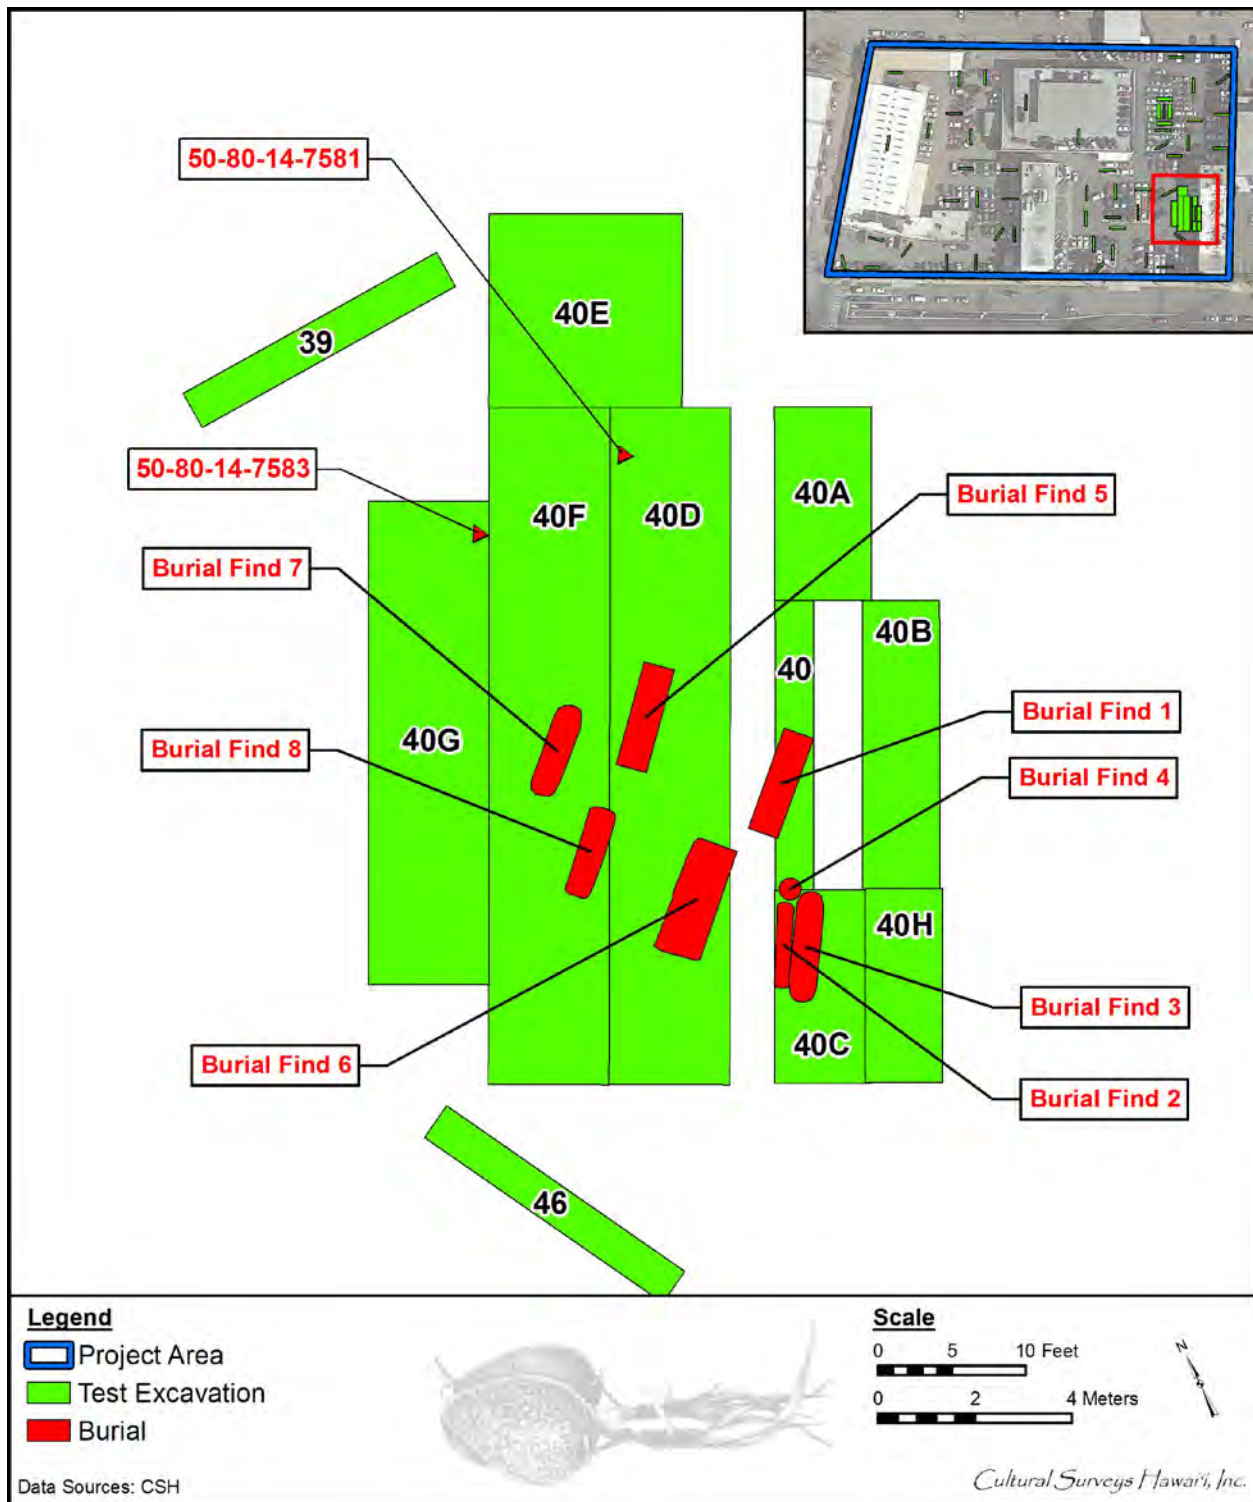 50-80-14-7581
40E
39
50-80-14-7583
40F
40D
40A
Burial Find 5
Burial Find 7
40B
40
Burial Find 1
Burial Find 8
40G
Burial Find 4
40H
Burial Find 3
40C
Burial Find 6
Burial Find 2
46
Legend
Project Area
Test Excavation
Burial
Data Sources: CSH
Scale
0 5 10 Feet
0 2 4 Meters
N
Cultural Surveys Hawai'i, Inc.